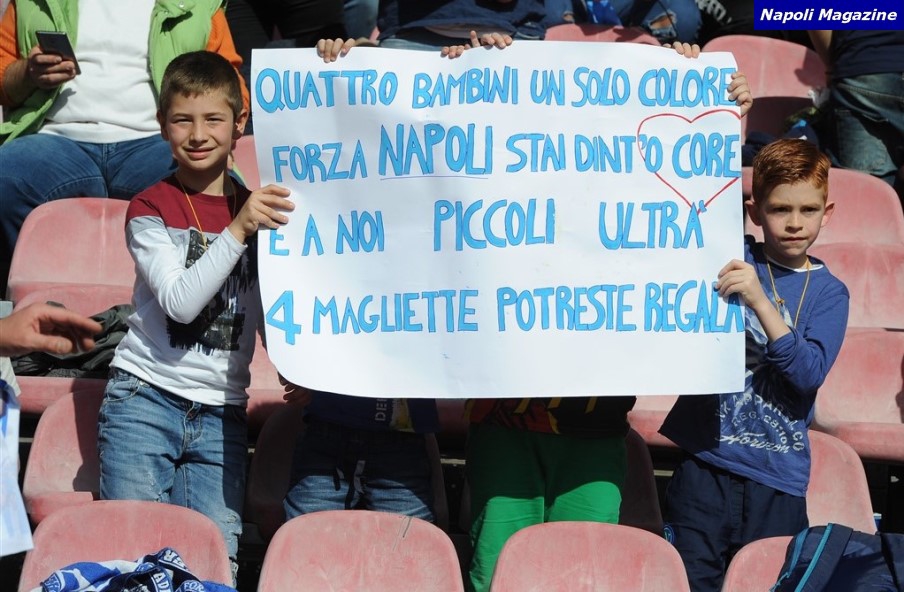 Napoli Magazine
QUATTRO BAMBINI UN SOLO COLORE
FORZA NAPOLI STAI DINT'O CORE
E A NOI PICCOLI ULTRA'
4 MAGLIETTE POTRESTE REGALA'